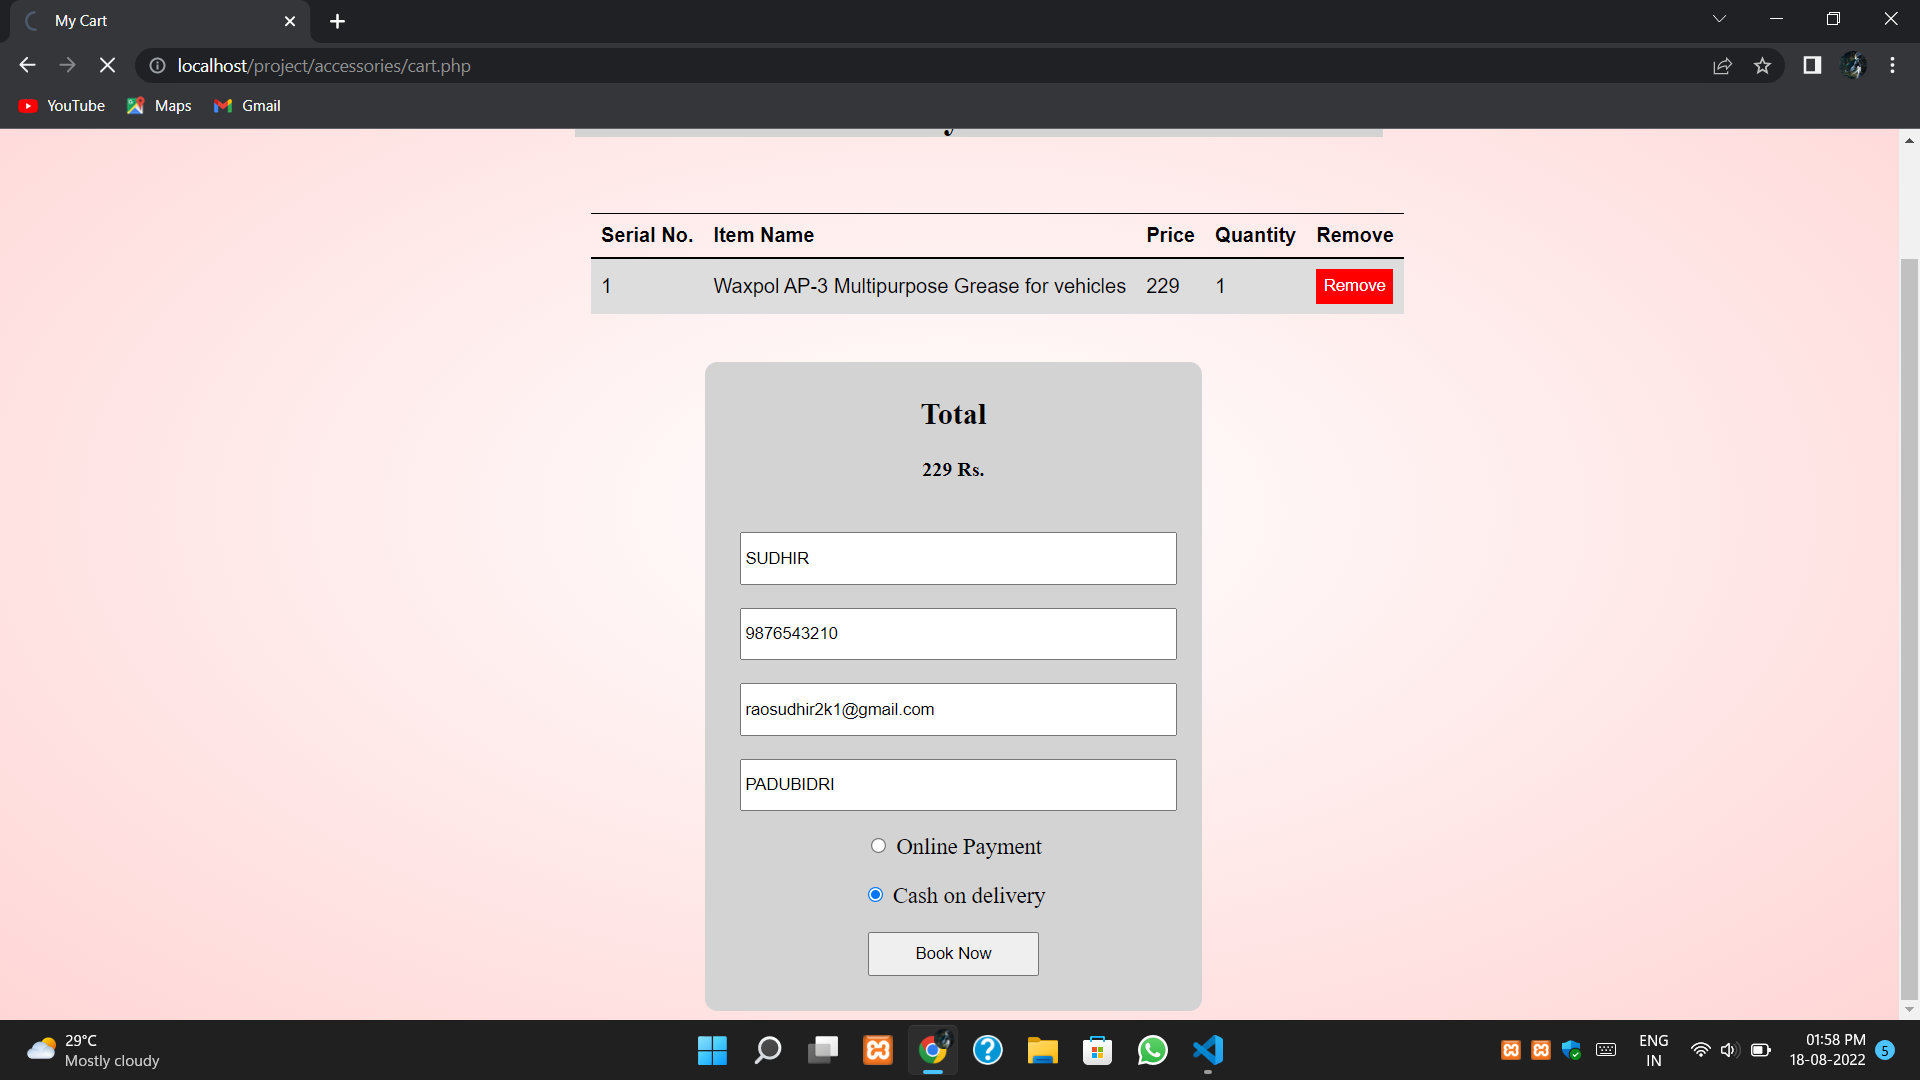 My Cart
localhost/project/accessories/cart.php
YouTube Maps Gmail
Serial No. Item Name Price Quantity Remove
1 Waxpol AP-3 Multipurpose Grease for vehicles 229 1 Remove
Total
229 Rs.
SUDHIR
9876543210
raosudhir2k1@gmail.com
PADUBIDRI
Online Payment
Cash on delivery
Book Now
29°C
Mostly cloudy
ENG
IN
01:58 PM
18-08-2022
5